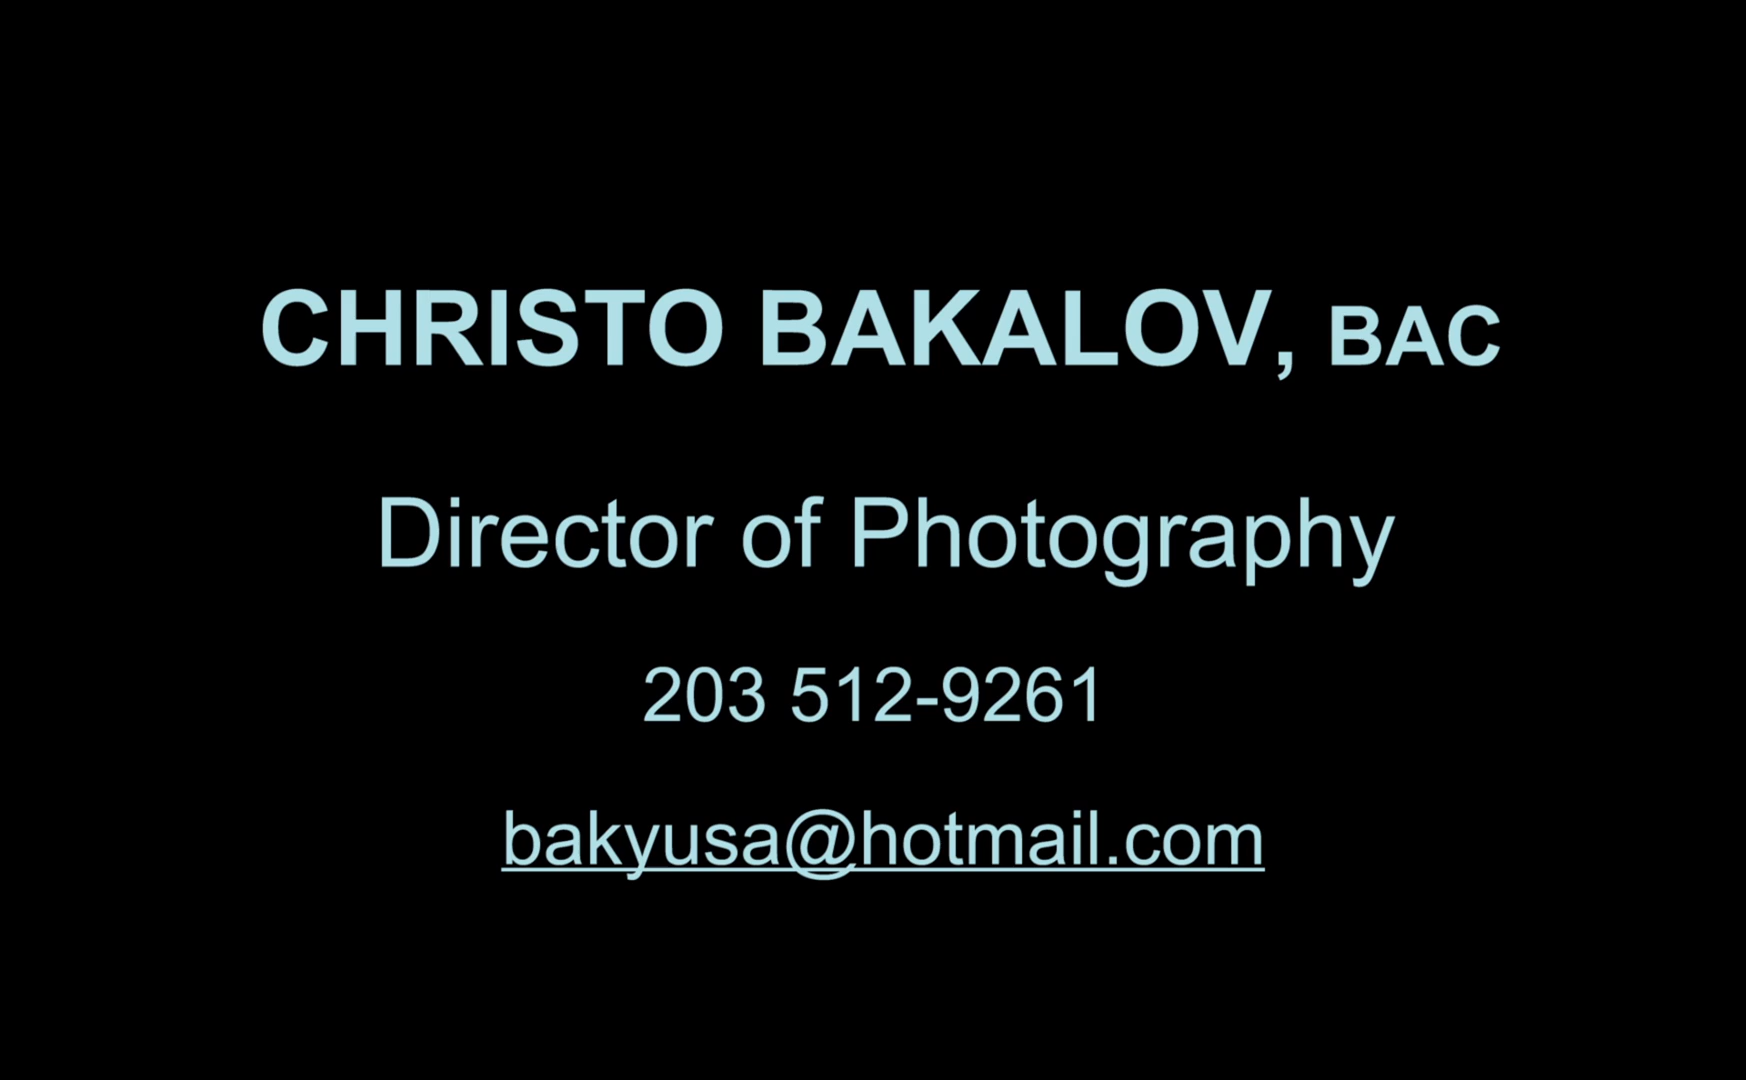 CHRISTO BAKALOV, BAC
Director of Photography
203 512-9261
bakyusa@hotmail.com